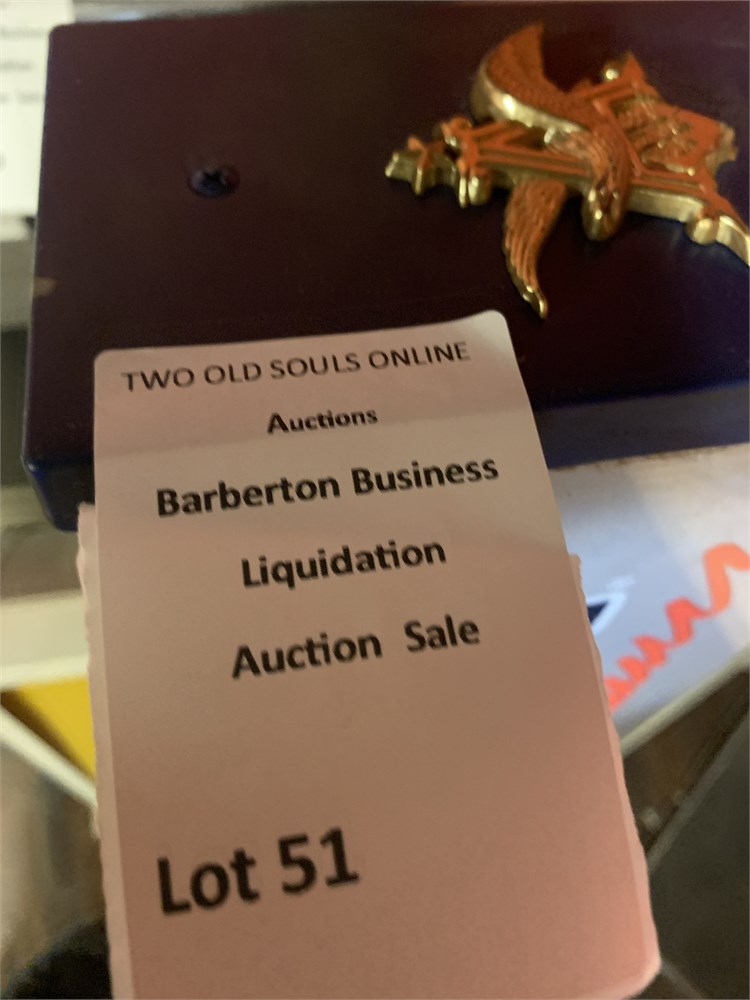 TWO OLD SOULS ONLINE
Auctions
Barberton Business
Liquidation
Auction Sale
Lot 51